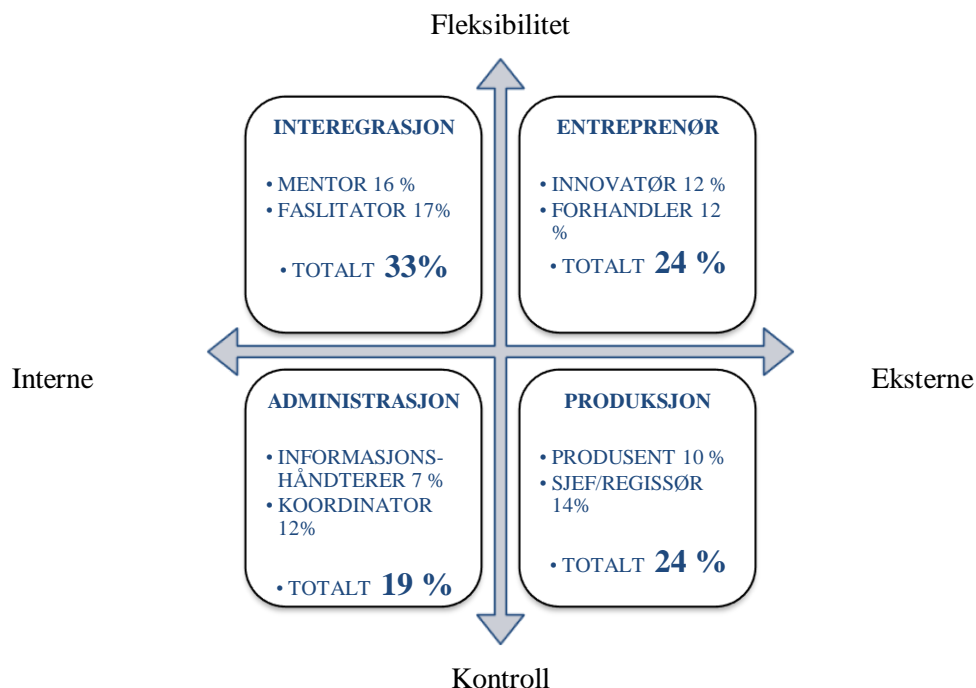 Fleksibilitet
INTEREGRASJON
• MENTOR 16 %
• FASLITATOR 17%
• TOTALT 33%
ENTREPRENØR
• INNOVATØR 12 %
• FORHANDLER 12
%
• TOTALT 24 %
Interne
Eksterne
ADMINISTRASJON
• INFORMASJONS-
HÅNDTERER 7 %
• KOORDINATOR
12%
• TOTALT 19 %
PRODUKSJON
• PRODUSENT 10 %
• SJEF/REGISSØR
14%
• TOTALT 24 %
Kontroll